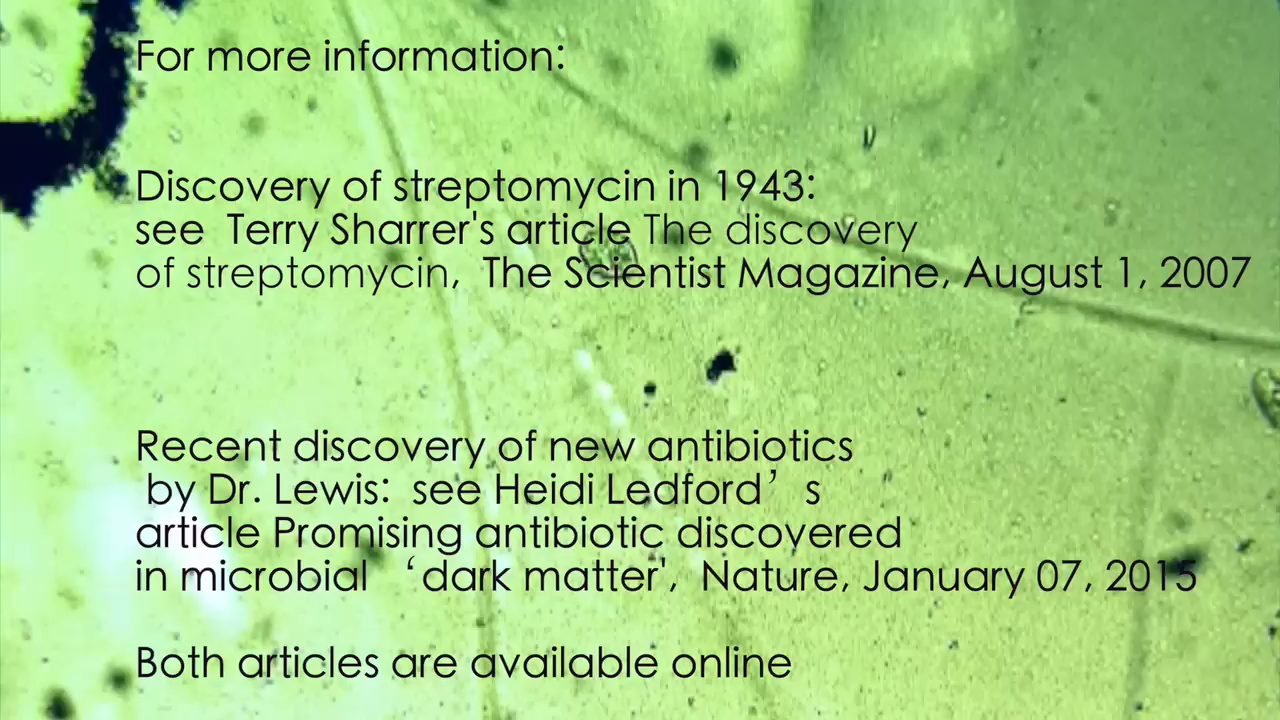 For more information:
Discovery of streptomycin in 1943:
see  Terry Sharrer's article The discovery
of streptomycin,  The Scientist Magazine, August 1, 2007
Recent discovery of new antibiotics
by Dr. Lewis:  see Heidi Ledford’ s
article Promising antibiotic discovered
in microbial  ‘dark matter',  Nature, January 07, 2015
Both articles are available online